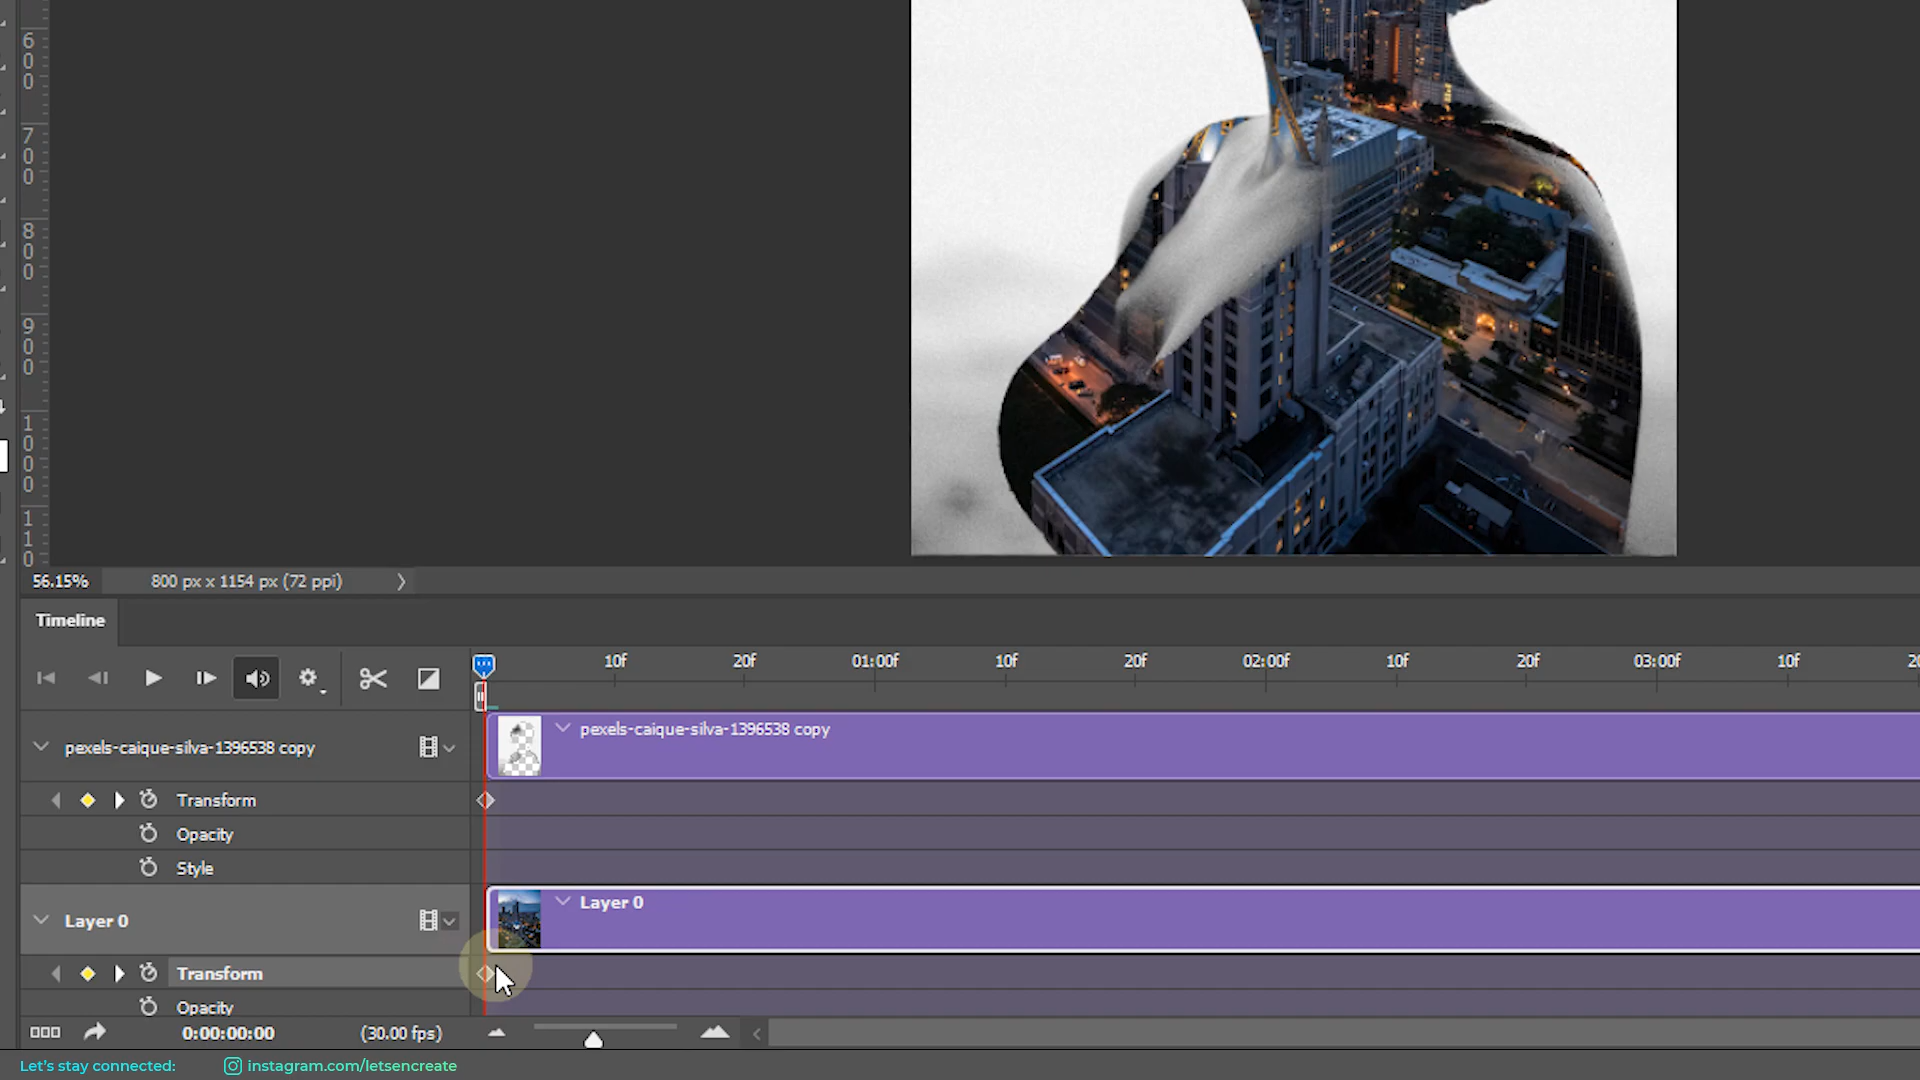 600
700
800
900
1000
110
56.15% 800 px x 1154 px (72 ppi)
Timeline
10f 20f 01:00f 10f 20f 02:00f 10f 20f 03:00f 10f 20
pexels-caique-silva-1396538 copy
pexels-caique-silva-1396538 copy
Transform
Opacity
Style
Layer 0
Layer 0
Transform
Opacity
0:00:00:00 (30.00 fps)
Let's stay connected: instagram.com/letsencreate